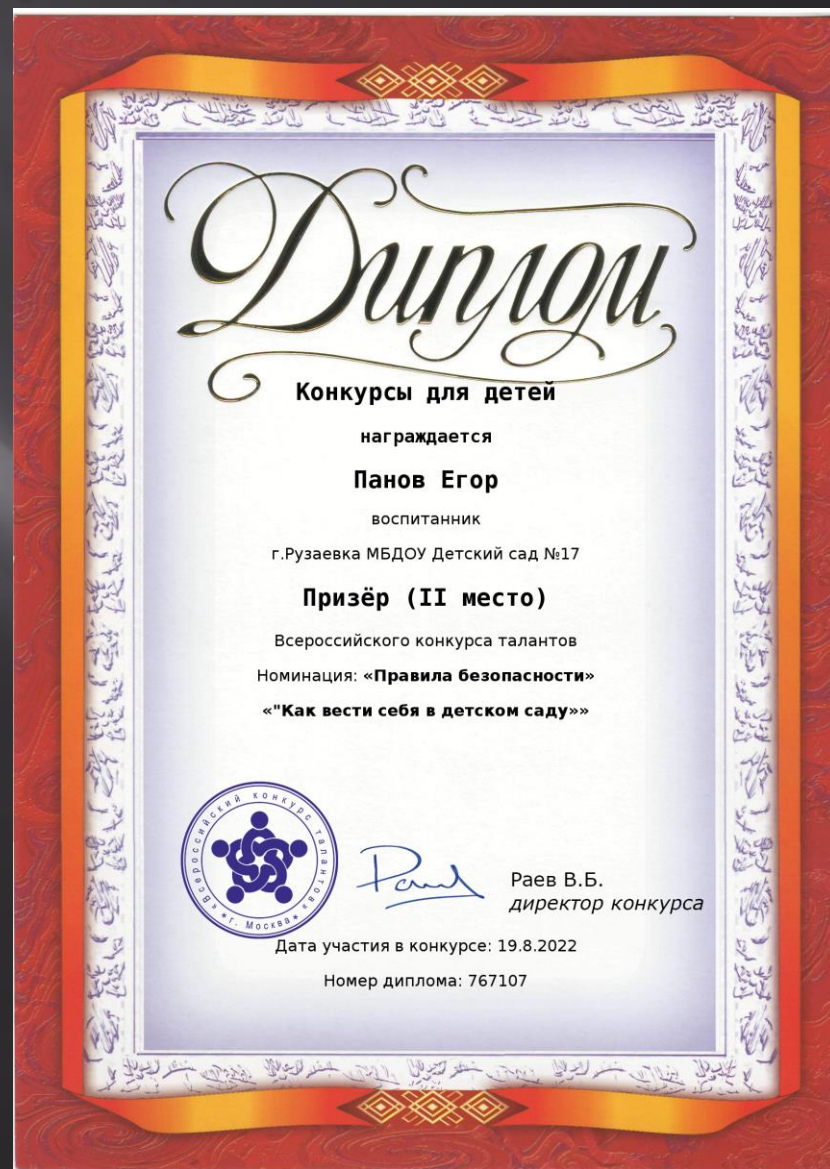 Диплом
Конкурсы для детей
награждается
Панов Егор
воспитанник
г.Рузаевка МБДОУ Детский сад №17
Призёр (II место)
Всероссийского конкурса талантов
Номинация: «Правила безопасности»
«"Как вести себя в детском саду»»
«Всероссийский конкурс талантов»
* г. Москва *
Раев В.Б.
директор конкурса
Дата участия в конкурсе: 19.8.2022
Номер диплома: 767107